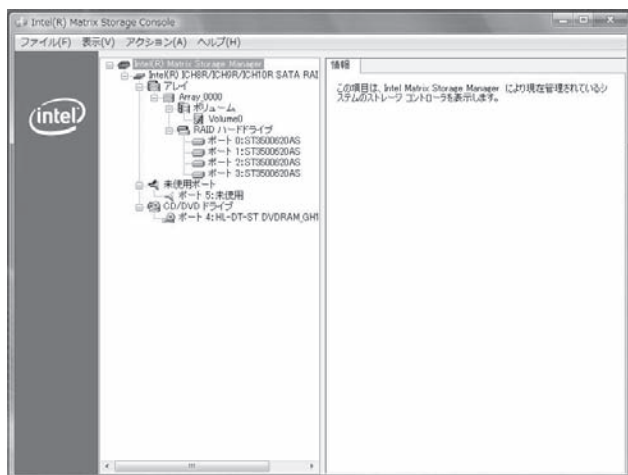 Intel(R) Matrix Storage Console
ファイル(F) 表示(V) アクション(A) ヘルプ(H)
intel
Intel(R) Matrix Storage Manager
Intel(R) ICH8R/ICH9R/ICH10R SATA RAI
アレイ
Array_0000
ボリューム
Volume0
RAID ハードドライブ
ポート 0:ST3500620AS
ポート 1:ST3500620AS
ポート 2:ST3500620AS
ポート 3:ST3500620AS
未使用ポート
ポート 5:未使用
CD/DVD ドライブ
ポート 4:HL-DT-ST DVDRAM_GH1
情報
この項目は、Intel Matrix Storage Manager により現在管理されているシ
ステムのストレージ コントローラを表示します。